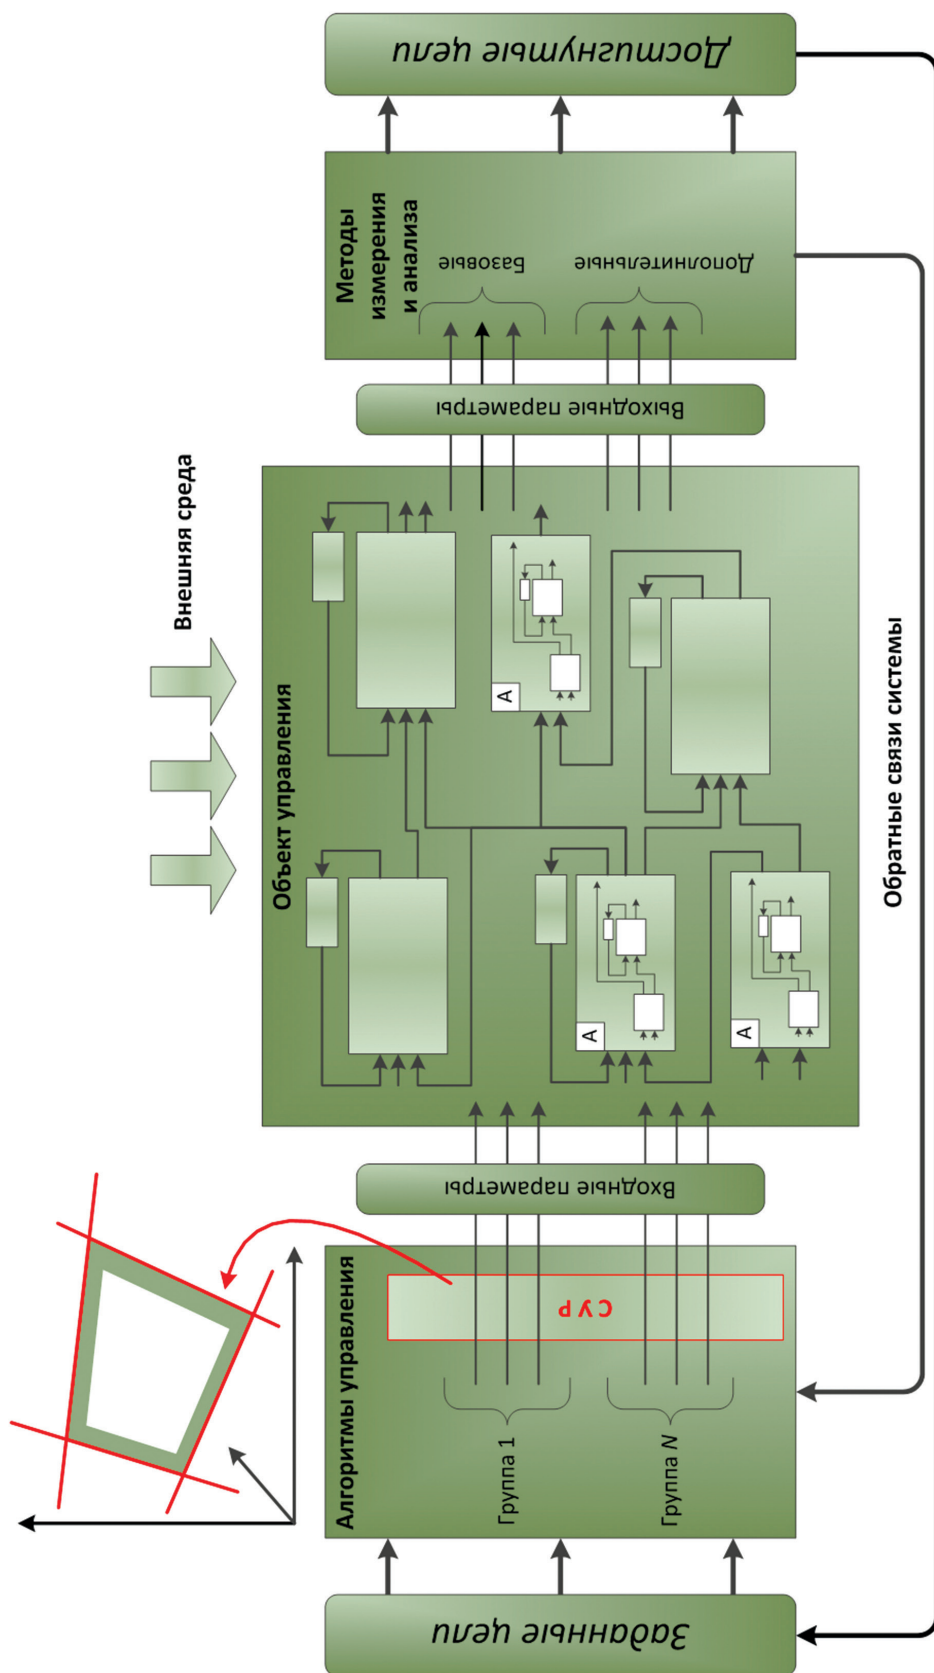 Внешняя среда
Заданные цели
Алгоритмы управления
Группа 1
Группа N
СУР
Входные параметры
Объект управления
А
А
А
Выходные параметры
Методы
измерения
и анализа
Базовые
Дополнительные
Достигнутые цели
Обратные связи системы